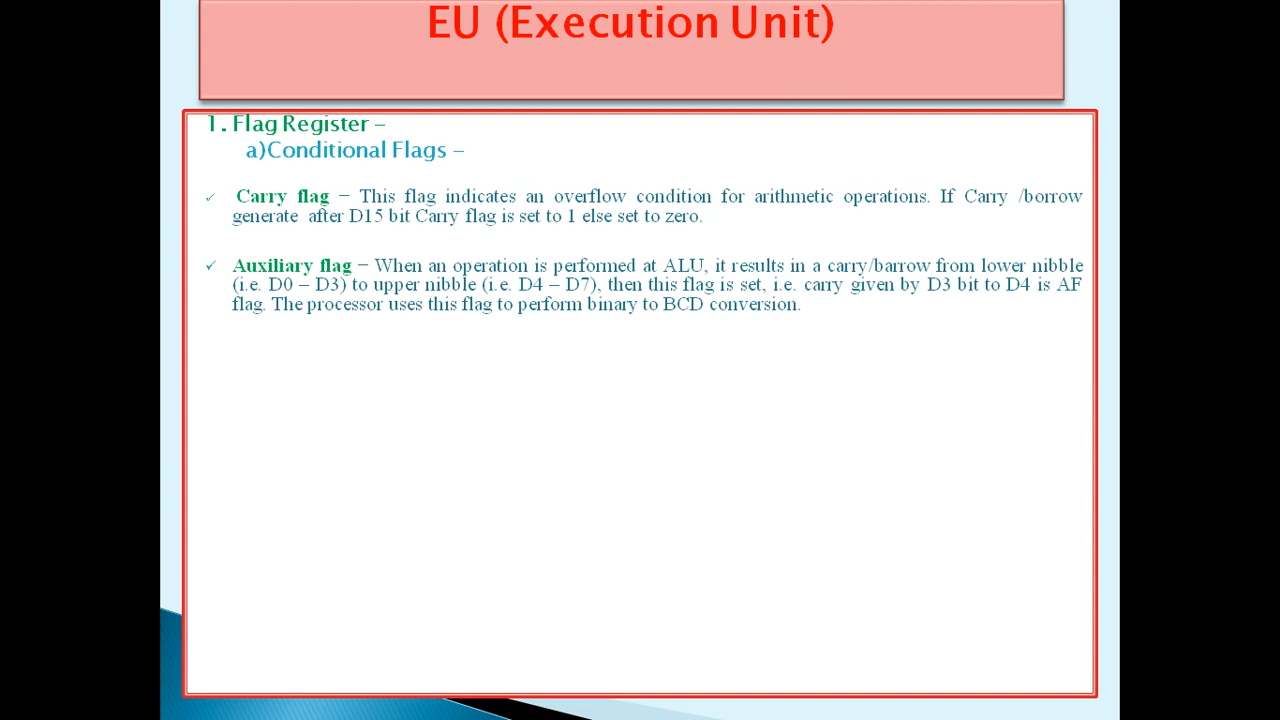 EU (Execution Unit)
1. Flag Register –
a)Conditional Flags –
✓ Carry flag − This flag indicates an overflow condition for arithmetic operations. If Carry /borrow
generate after D15 bit Carry flag is set to 1 else set to zero.
✓ Auxiliary flag − When an operation is performed at ALU, it results in a carry/barrow from lower nibble
(i.e. D0 – D3) to upper nibble (i.e. D4 – D7), then this flag is set, i.e. carry given by D3 bit to D4 is AF
flag. The processor uses this flag to perform binary to BCD conversion.